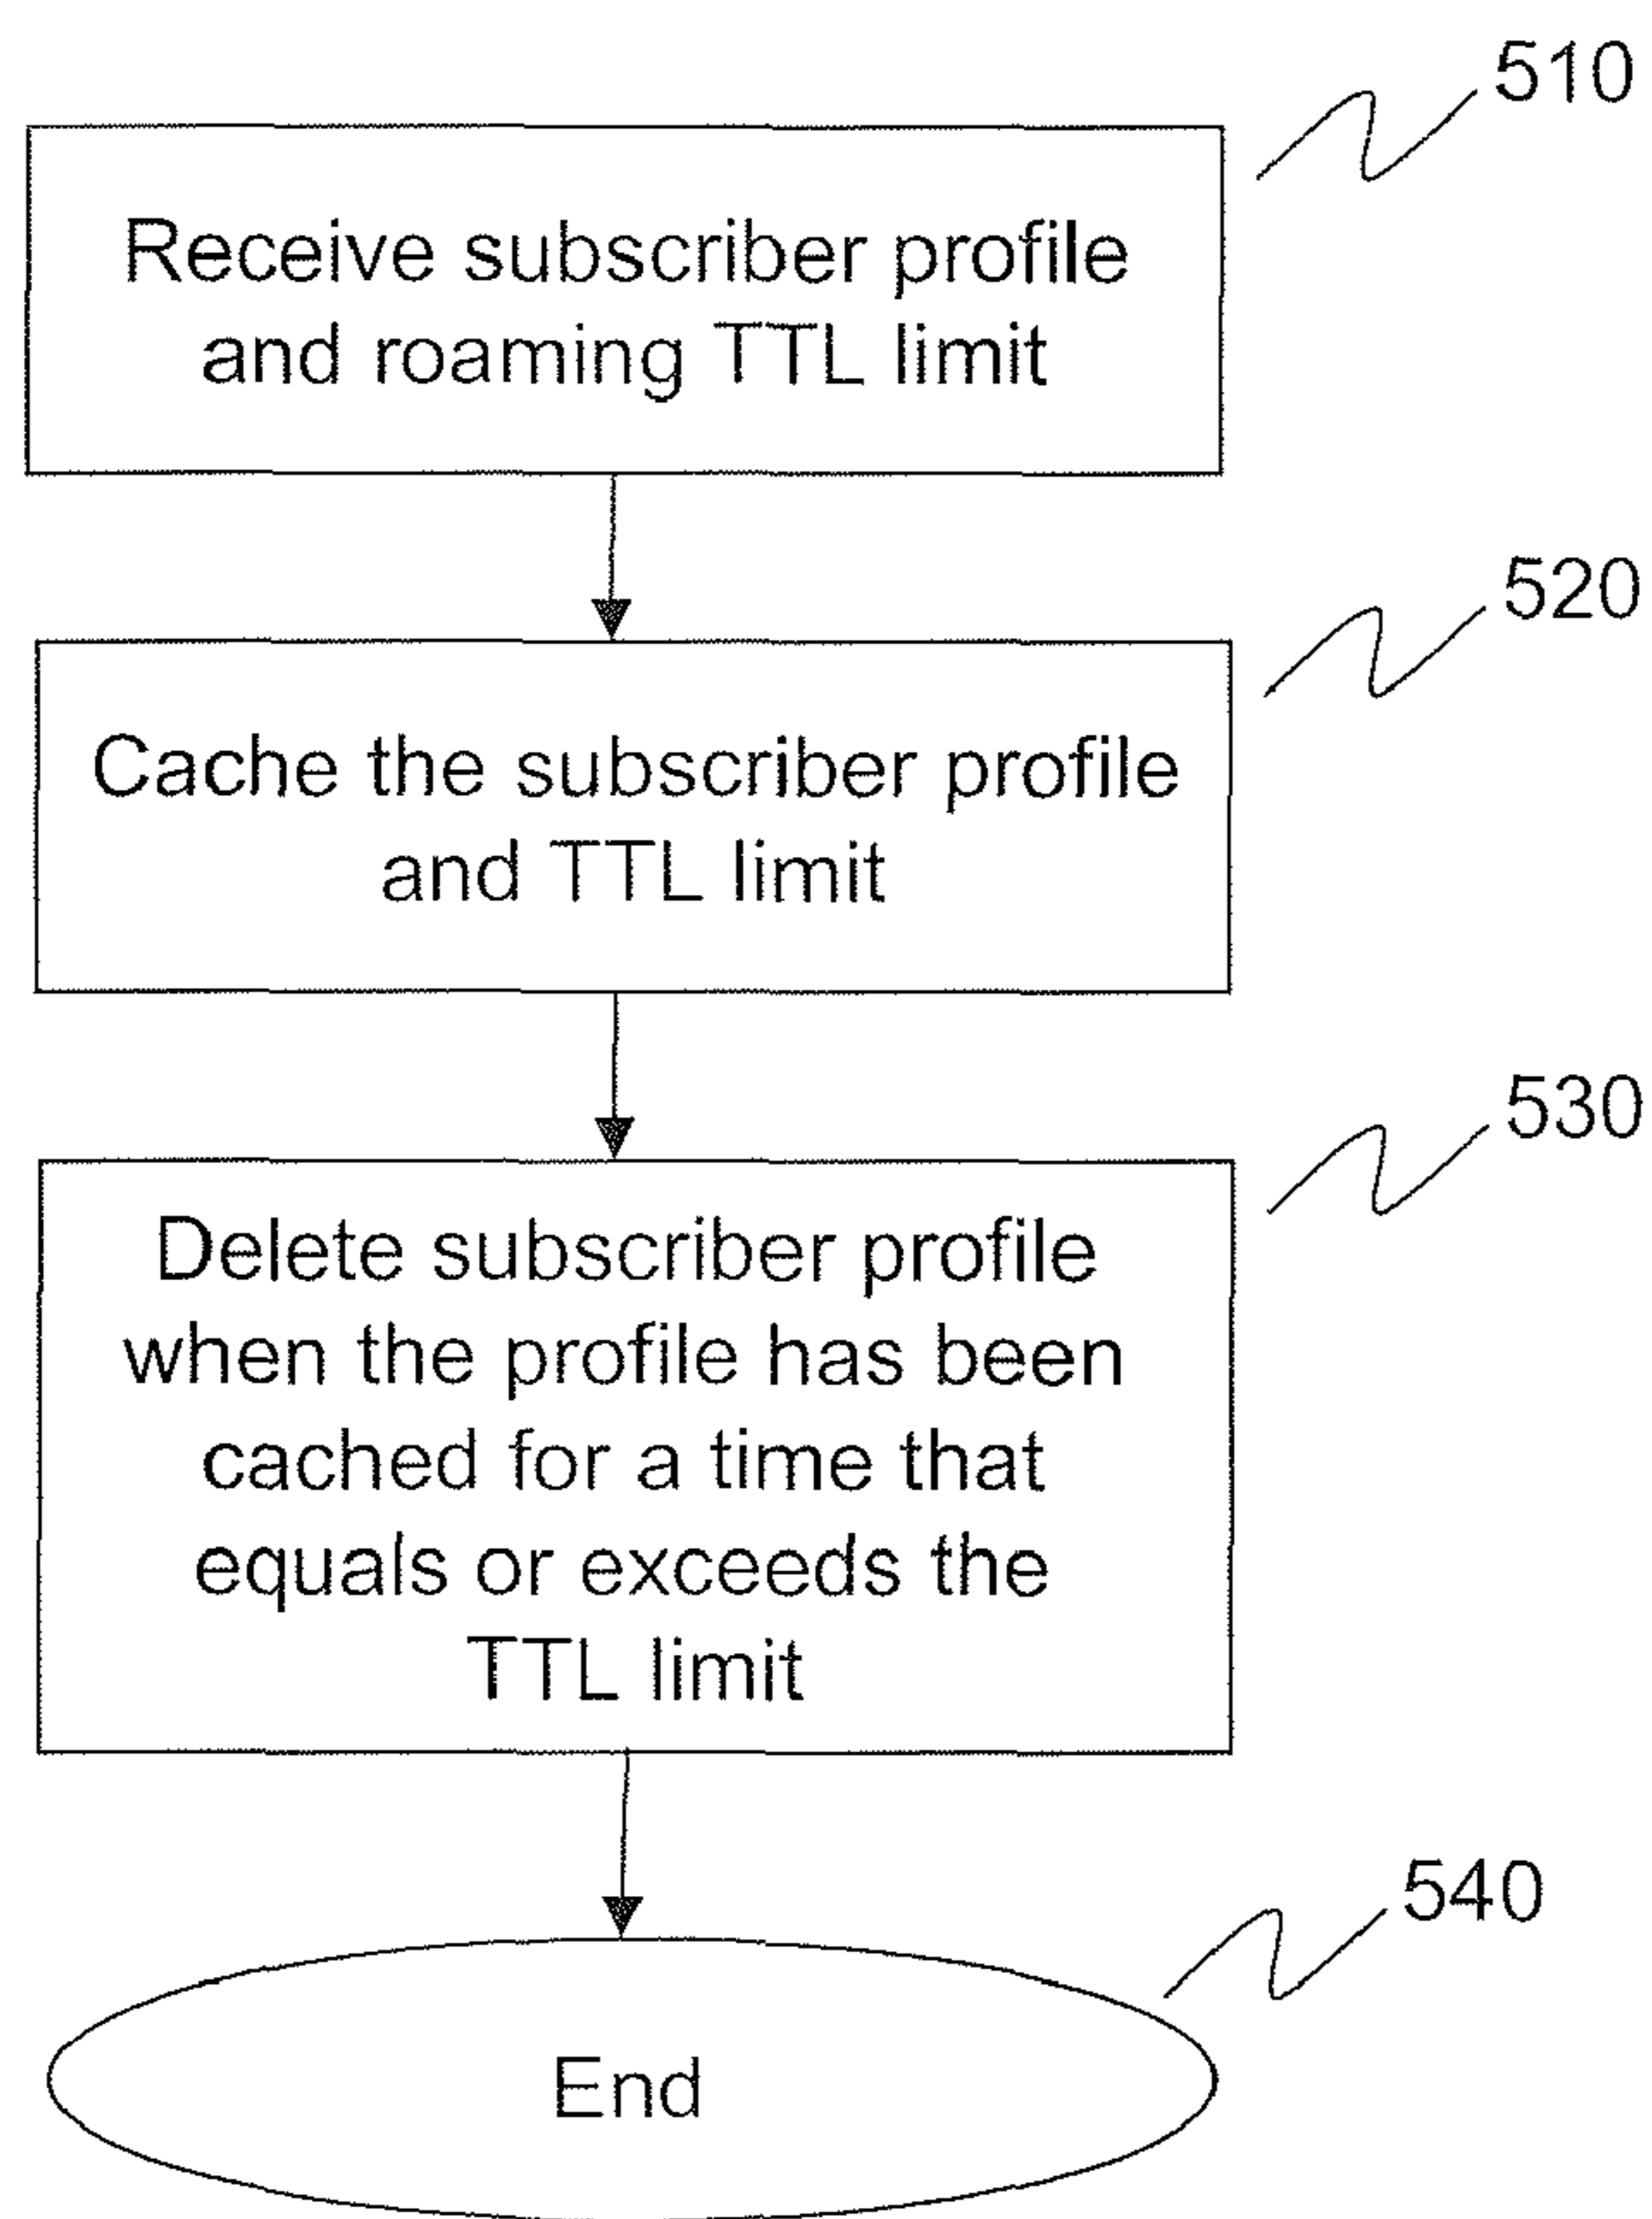 510
Receive subscriber profile
and roaming TTL limit
520
Cache the subscriber profile
and TTL limit
530
Delete subscriber profile
when the profile has been
cached for a time that
equals or exceeds the
TTL limit
540
End